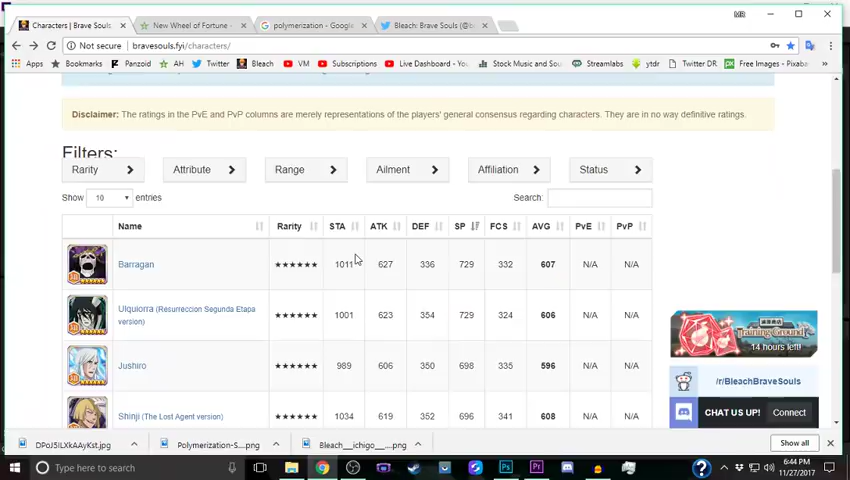 Characters | Brave Souls
New Wheel of Fortune -
polymerization - Google
Bleach: Brave Souls (@b
MR
Not secure | bravesouls.fyi/characters/
Apps Bookmarks Panzoid AH Twitter Bleach VM Subscriptions Live Dashboard - You Stock Music and Soun Streamlabs ytdr Twitter DR Free Images - Pixaba
Disclaimer: The ratings in the PvE and PvP columns are merely representations of the players' general consensus regarding characters. They are in no way definitive ratings.
Filters:
Rarity Attribute Range Ailment Affiliation Status
Show 10 entries Search:
Name Rarity STA ATK DEF SP FCS AVG PvE PvP
Barragan ★★★★★★ 1011 627 336 729 332 607 N/A N/A
Ulquiorra (Resurreccion Segunda Etapa version) ★★★★★★ 1001 623 354 729 324 606 N/A N/A
Jushiro ★★★★★★ 989 606 350 698 335 596 N/A N/A
Shinji (The Lost Agent version) ★★★★★★ 1034 619 352 696 341 608 N/A N/A
Training Ground
14 hours left!
/r/BleachBraveSouls
CHAT US UP! Connect
DPoJ5ILXkAAyKst.jpg Polymerization-S....png Bleach__ichigo__....png Show all
Type here to search
6:44 PM
11/27/2017